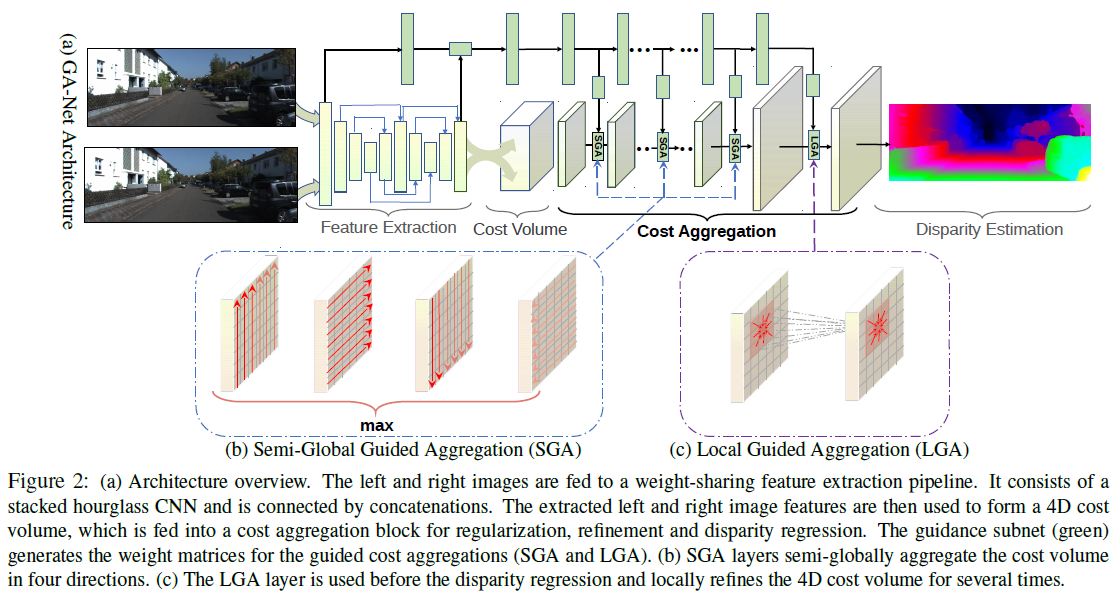 (a) GA-Net Architecture
SGA
SGA
SGA
LGA
Feature Extraction
Cost Volume
Cost Aggregation
Disparity Estimation
max
(b) Semi-Global Guided Aggregation (SGA)
(c) Local Guided Aggregation (LGA)
Figure 2: (a) Architecture overview. The left and right images are fed to a weight-sharing feature extraction pipeline. It consists of a
stacked hourglass CNN and is connected by concatenations. The extracted left and right image features are then used to form a 4D cost
volume, which is fed into a cost aggregation block for regularization, refinement and disparity regression. The guidance subnet (green)
generates the weight matrices for the guided cost aggregations (SGA and LGA). (b) SGA layers semi-globally aggregate the cost volume
in four directions. (c) The LGA layer is used before the disparity regression and locally refines the 4D cost volume for several times.